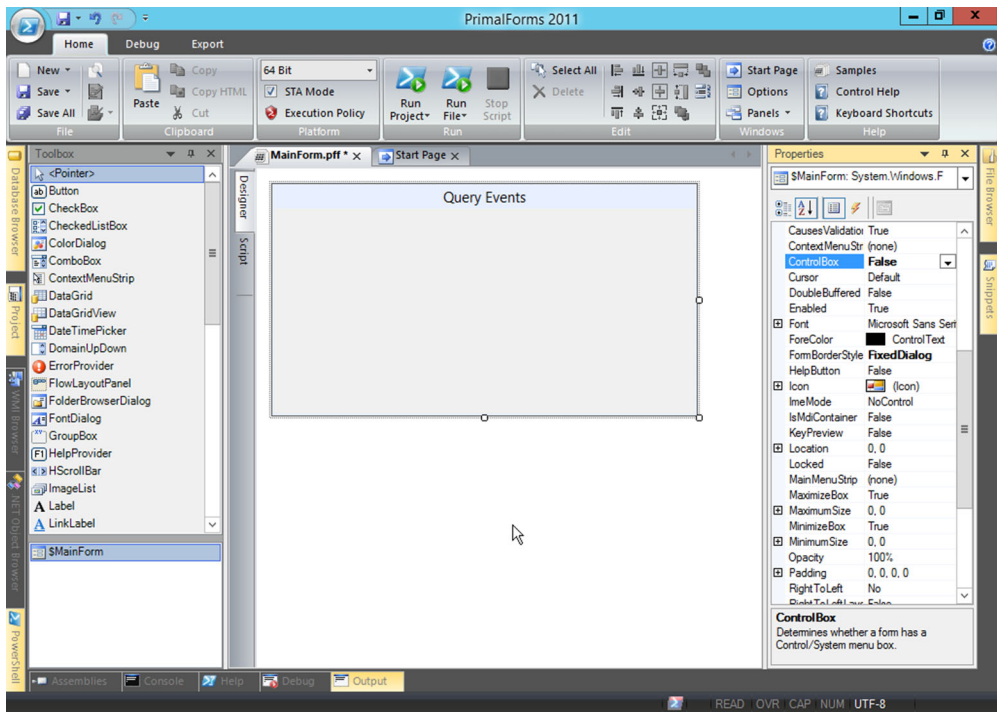 PrimalForms 2011
Home Debug Export
New Copy 64 Bit Select All Start Page Samples
Save Copy HTML STA Mode Delete Options Control Help
Save All Paste Cut Execution Policy Run Project Run File Stop Script Panels Keyboard Shortcuts
File Clipboard Platform Run Edit Windows Help
Toolbox
MainForm.pff * Start Page
Properties
Database Browser
Project
WMI Browser
.NET Object Browser
PowerShell
<Pointer>
Button
CheckBox
CheckedListBox
ColorDialog
ComboBox
ContextMenuStrip
DataGrid
DataGridView
DateTimePicker
DomainUpDown
ErrorProvider
FlowLayoutPanel
FolderBrowserDialog
FontDialog
GroupBox
HelpProvider
HScrollBar
ImageList
Label
LinkLabel
$MainForm
Designer
Script
Query Events
$MainForm: System.Windows.F
CausesValidation True
ContextMenuStr (none)
ControlBox False
Cursor Default
DoubleBuffered False
Enabled True
Font Microsoft Sans Seri
ForeColor ControlText
FormBorderStyle FixedDialog
HelpButton False
Icon (Icon)
ImeMode NoControl
IsMdiContainer False
KeyPreview False
Location 0, 0
Locked False
MainMenuStrip (none)
MaximizeBox True
MaximumSize 0, 0
MinimizeBox True
MinimumSize 0, 0
Opacity 100%
Padding 0, 0, 0, 0
RightToLeft No
RightToLeftLayo False
ControlBox
Determines whether a form has a
Control/System menu box.
File Browser
Snippets
Assemblies Console Help Debug Output
READ OVR CAP NUM UTF-8